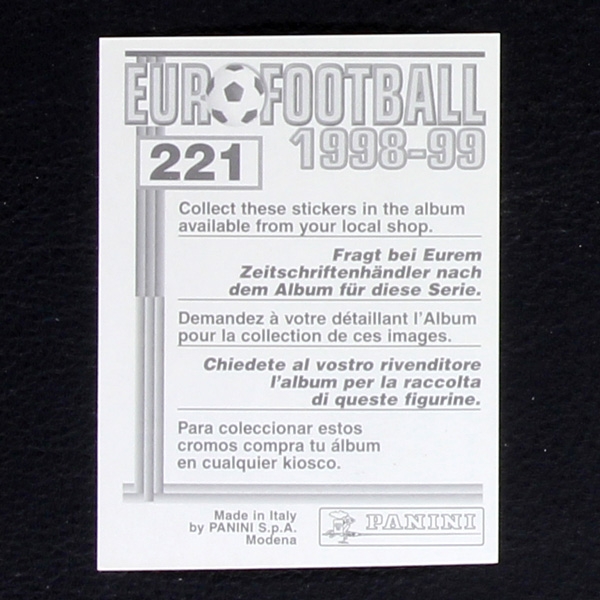 EUROFOOTBALL
1998-99
221
Collect these stickers in the album
available from your local shop.
Fragt bei Eurem
Zeitschriftenhändler nach
dem Album für diese Serie.
Demandez à votre détaillant l'Album
pour la collection de ces images.
Chiedete al vostro rivenditore
l'album per la raccolta
di queste figurine.
Para coleccionar estos
cromos compra tu álbum
en cualquier kiosco.
Made in Italy
by PANINI S.p.A.
Modena
PANINI